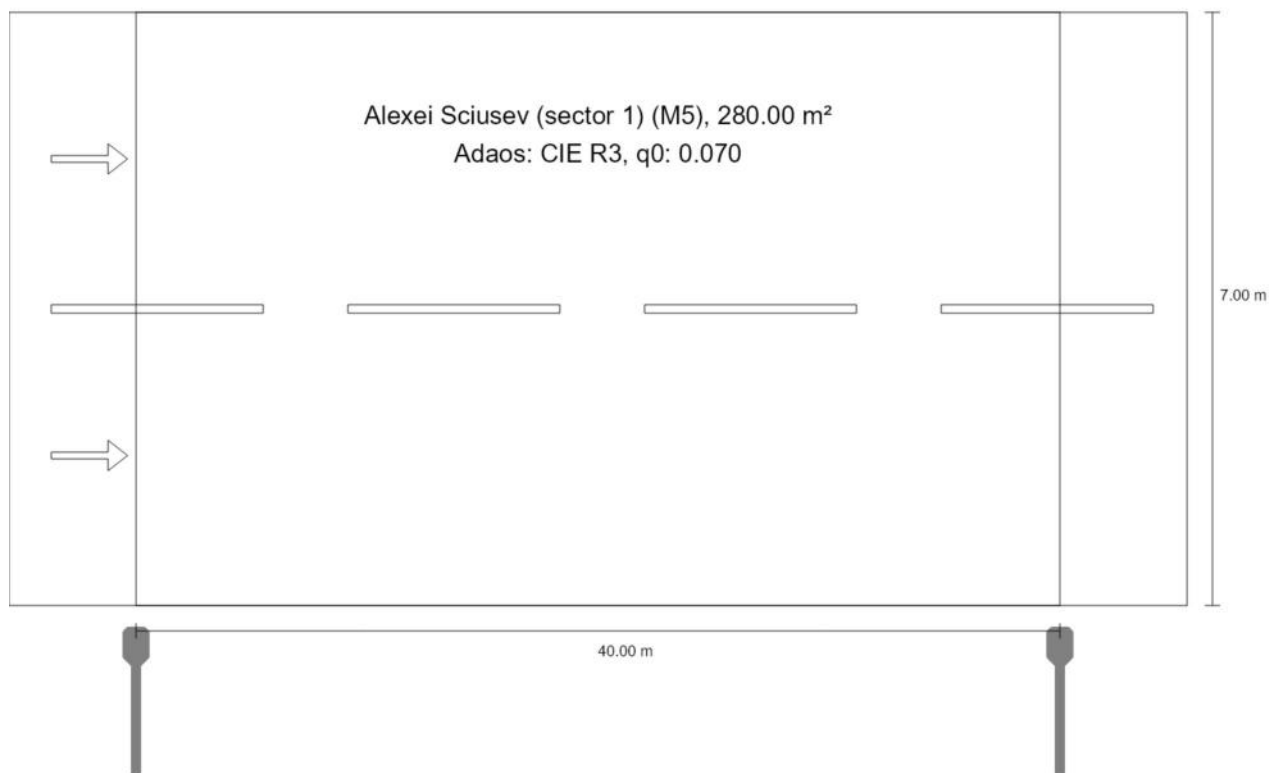 Alexei Sciusev (sector 1) (M5), 280.00 m²
Adaos: CIE R3, q0: 0.070
7.00 m
40.00 m